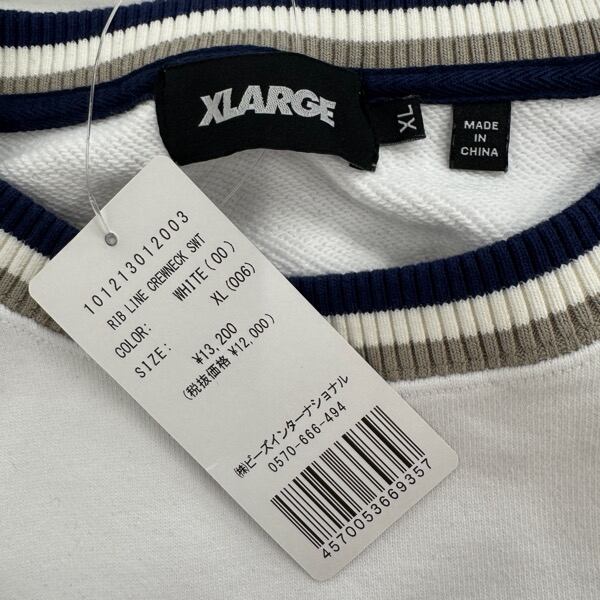 XLARGE
XL
MADE
IN
CHINA
101213012003
RIB LINE CREWNECK SWT
COLOR: WHITE(00)
SIZE: XL(006)
¥13,200
(税抜価格 ¥12,000)
㈱ビーズインターナショナル
0570-666-494
4570053669357